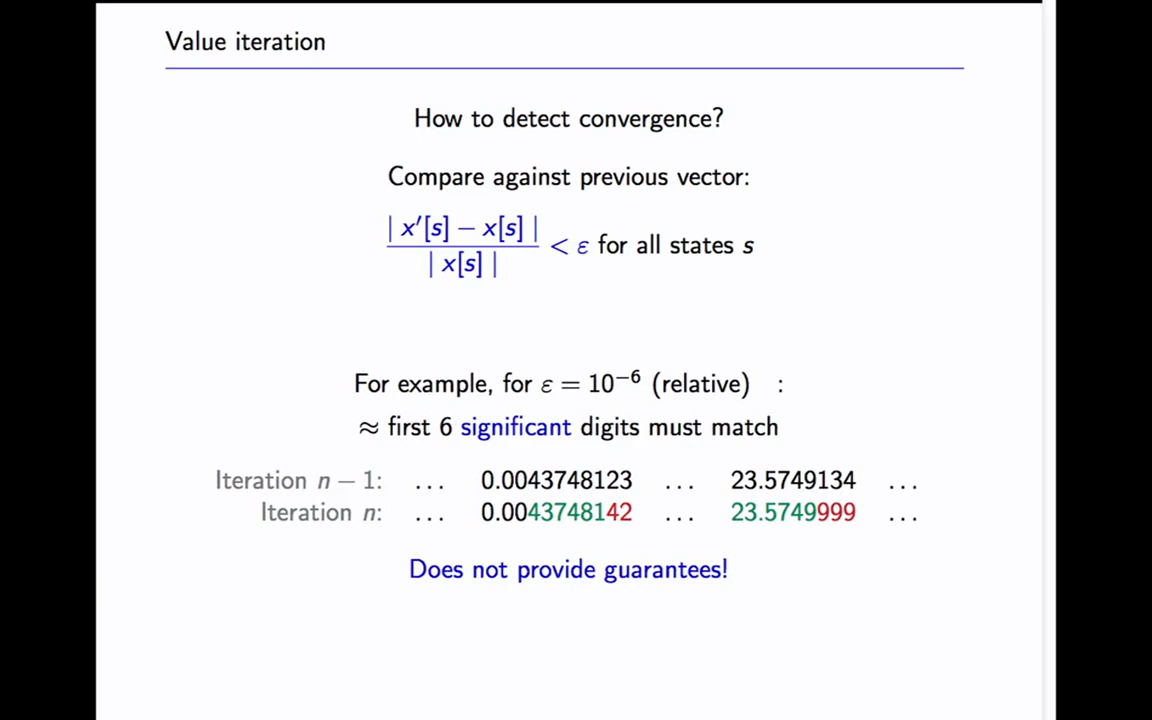 Value iteration
How to detect convergence?
Compare against previous vector:
| x′[s] − x[s] |
| x[s] |
< ε for all states s
For example, for ε = 10⁻⁶ (relative) :
≈ first 6 significant digits must match
Iteration n − 1: ... 0.0043748123 ... 23.5749134 ...
Iteration n: ... 0.0043748142 ... 23.5749999 ...
Does not provide guarantees!